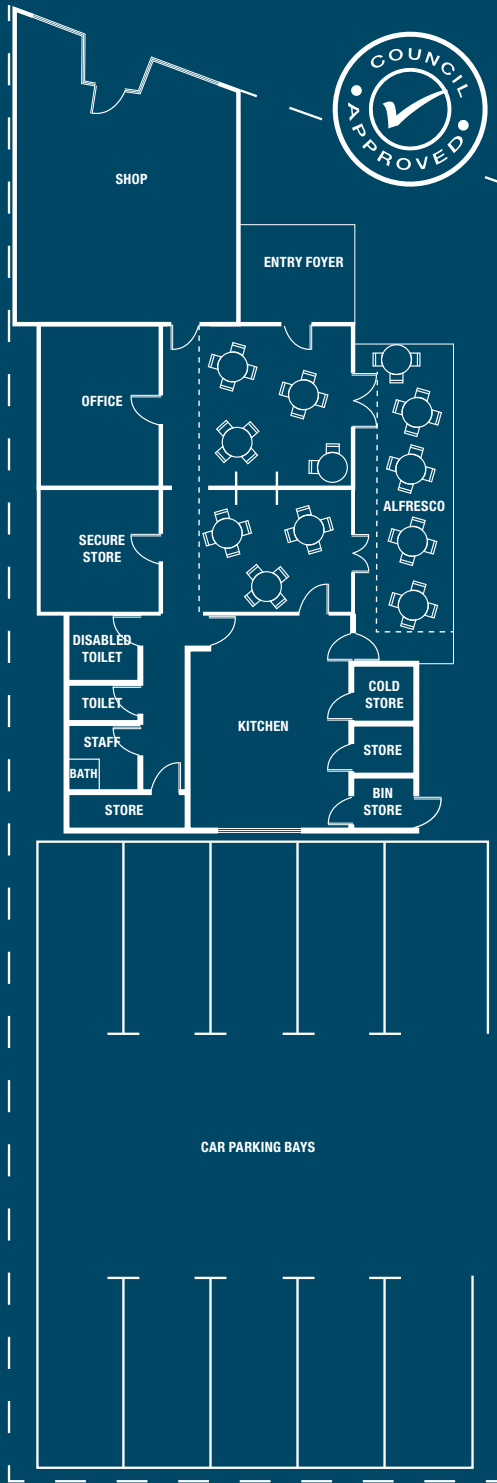 COUNCIL
APPROVED
SHOP
ENTRY FOYER
OFFICE
ALFRESCO
SECURE
STORE
DISABLED
TOILET
TOILET
STAFF
BATH
STORE
KITCHEN
COLD
STORE
STORE
BIN
STORE
CAR PARKING BAYS